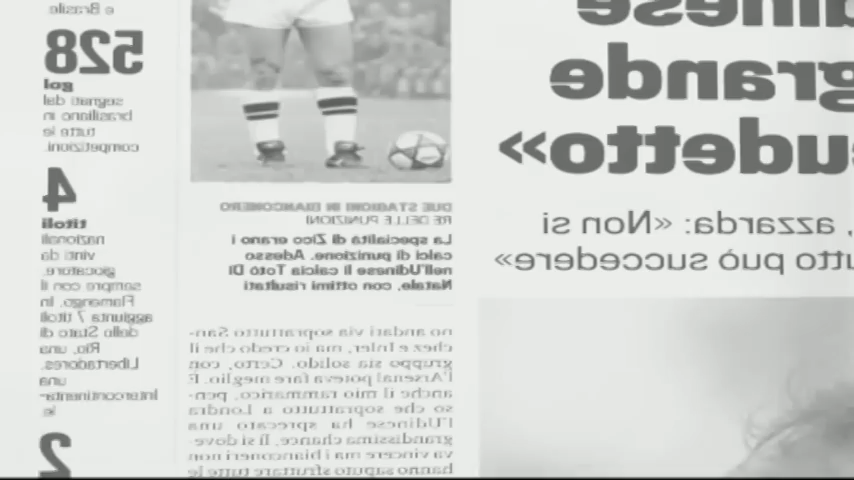 dinese
grande
udetto»
, azzarda: «Non si
utto può succedere»
DUE STAGIONI IN BIANCONERO
RE DELLE PUNIZIONI
La specialità di Zico erano i
calci di punizione. Adesso
nell'Udinese li calcia Totò Di
Natale, con ottimi risultati
no andati via soprattutto San-
chez e Inler, ma io credo che il
gruppo sia solido. Certo, con
l'Arsenal poteva fare meglio. È
anche il mio rammarico, pen-
so che soprattutto a Londra
l'Udinese ha sprecato una
grandissima chance, lì si dove-
va vincere ma i bianconeri non
hanno saputo sfruttare tutte le
e Brasile
528
gol
segnati dal
brasiliano in
tutte le
competizioni
4
titoli
nazionali
vinti da
giocatore,
sempre con il
Flamengo. In
aggiunta 7 titoli
dello Stato di
Rio, una
Libertadores,
una
Intercontinenta-
le
2